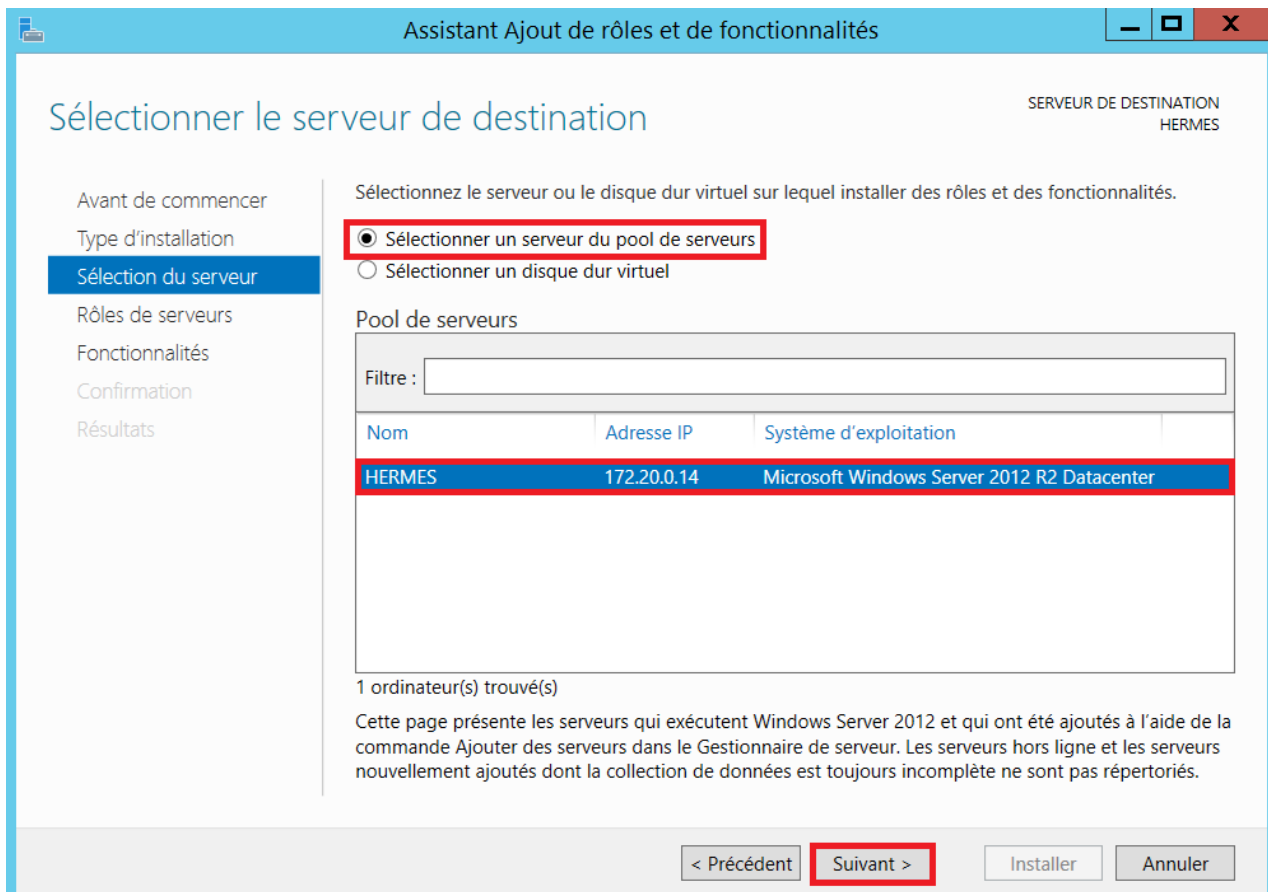 Assistant Ajout de rôles et de fonctionnalités
X
Sélectionner le serveur de destination
SERVEUR DE DESTINATION
HERMES
Avant de commencer
Type d'installation
Sélection du serveur
Rôles de serveurs
Fonctionnalités
Confirmation
Résultats
Sélectionnez le serveur ou le disque dur virtuel sur lequel installer des rôles et des fonctionnalités.
Sélectionner un serveur du pool de serveurs
Sélectionner un disque dur virtuel
Pool de serveurs
Filtre :
Nom Adresse IP Système d'exploitation
HERMES 172.20.0.14 Microsoft Windows Server 2012 R2 Datacenter
1 ordinateur(s) trouvé(s)
Cette page présente les serveurs qui exécutent Windows Server 2012 et qui ont été ajoutés à l'aide de la
commande Ajouter des serveurs dans le Gestionnaire de serveur. Les serveurs hors ligne et les serveurs
nouvellement ajoutés dont la collection de données est toujours incomplète ne sont pas répertoriés.
< Précédent Suivant > Installer Annuler